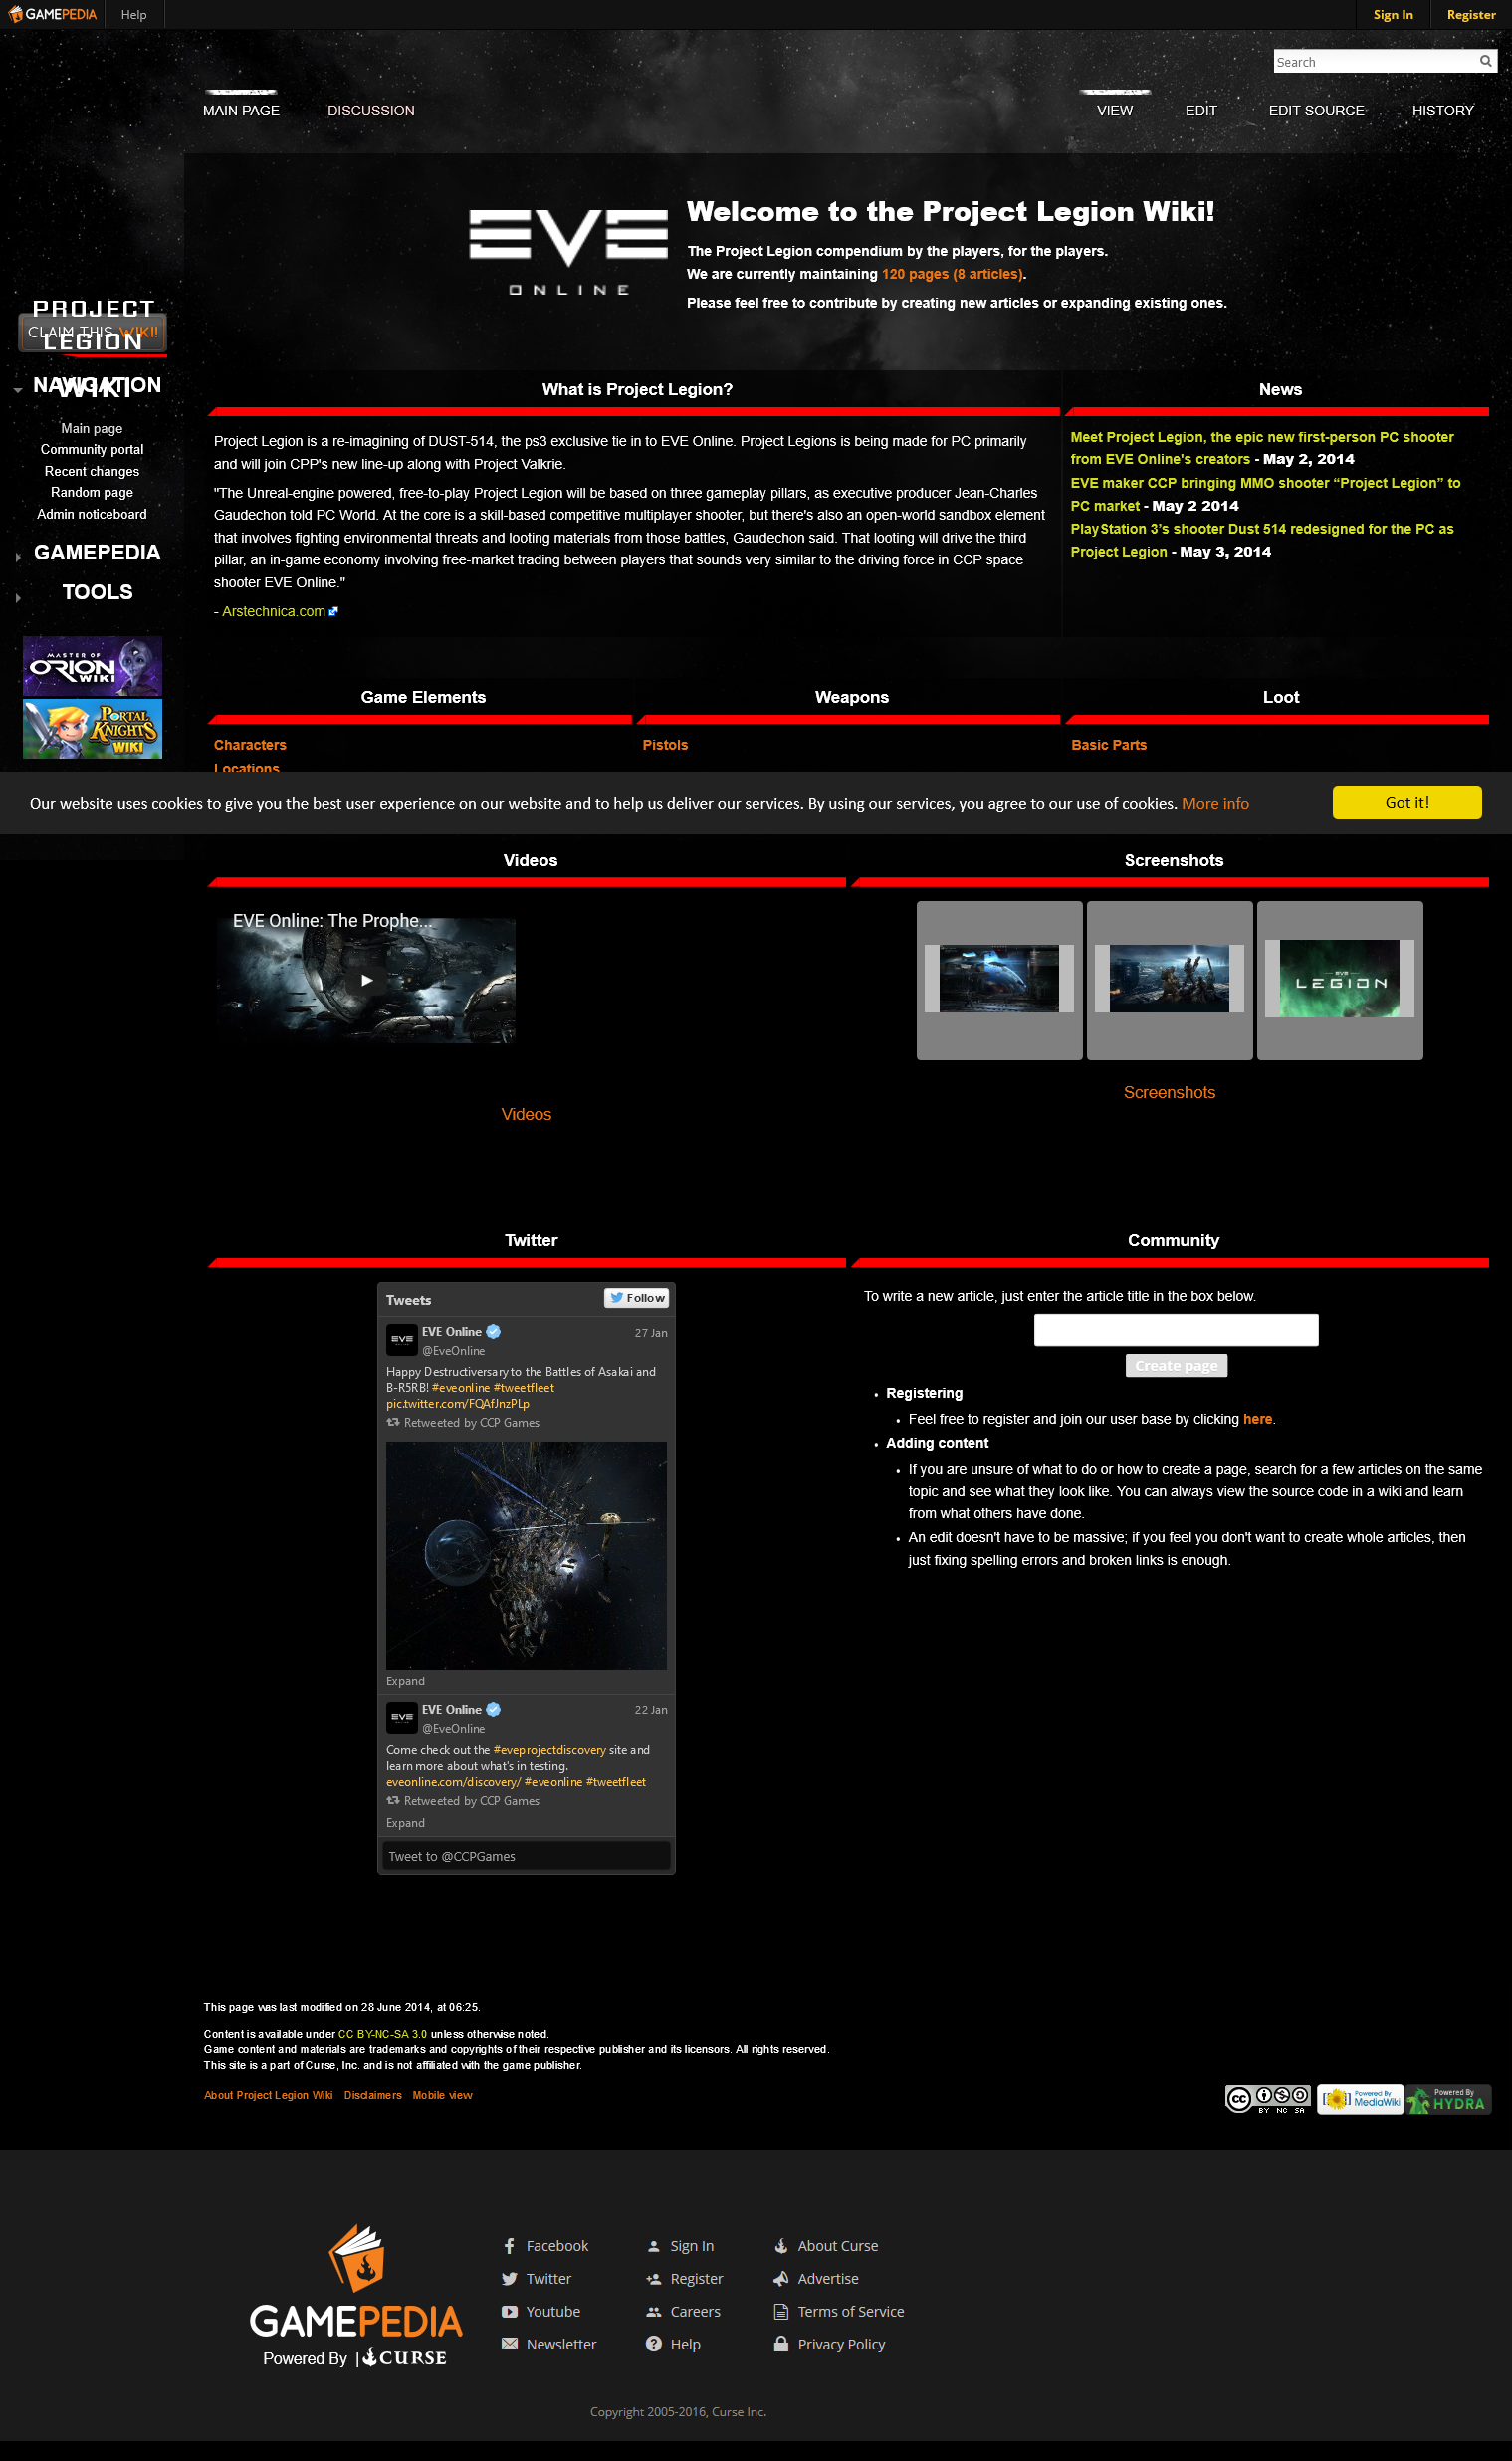 GAMEPEDIA
Help
Sign In
Register
Search
MAIN PAGE
DISCUSSION
VIEW
EDIT
EDIT SOURCE
HISTORY
EVE
ONLINE
Welcome to the Project Legion Wiki!
The Project Legion compendium by the players, for the players.
We are currently maintaining 120 pages (8 articles).
Please feel free to contribute by creating new articles or expanding existing ones.
PROJECT
CLAIM THIS WIKI!
LEGION
WIKI
NAVIGATION
Main page
Community portal
Recent changes
Random page
Admin noticeboard
GAMEPEDIA
TOOLS
MASTER OF
ORION
WIKI
PORTAL
KNIGHTS
WIKI
What is Project Legion?
Project Legion is a re-imagining of DUST-514, the ps3 exclusive tie in to EVE Online. Project Legions is being made for PC primarily
and will join CPP's new line-up along with Project Valkrie.
"The Unreal-engine powered, free-to-play Project Legion will be based on three gameplay pillars, as executive producer Jean-Charles
Gaudechon told PC World. At the core is a skill-based competitive multiplayer shooter, but there's also an open-world sandbox element
that involves fighting environmental threats and looting materials from those battles, Gaudechon said. That looting will drive the third
pillar, an in-game economy involving free-market trading between players that sounds very similar to the driving force in CCP space
shooter EVE Online."
- Arstechnica.com
News
Meet Project Legion, the epic new first-person PC shooter
from EVE Online's creators - May 2, 2014
EVE maker CCP bringing MMO shooter “Project Legion” to
PC market - May 2 2014
PlayStation 3’s shooter Dust 514 redesigned for the PC as
Project Legion - May 3, 2014
Game Elements
Characters
Locations
Weapons
Pistols
Loot
Basic Parts
Our website uses cookies to give you the best user experience on our website and to help us deliver our services. By using our services, you agree to our use of cookies. More info
Got it!
Videos
EVE Online: The Prophe...
Videos
Screenshots
EVE
LEGION
Screenshots
Twitter
Tweets
Follow
EVE
EVE Online
27 Jan
@EveOnline
Happy Destructiversary to the Battles of Asakai and
B-R5RB! #eveonline #tweetfleet
pic.twitter.com/FQAfJnzPLp
Retweeted by CCP Games
Expand
EVE
EVE Online
22 Jan
@EveOnline
Come check out the #eveprojectdiscovery site and
learn more about what's in testing.
eveonline.com/discovery/ #eveonline #tweetfleet
Retweeted by CCP Games
Expand
Tweet to @CCPGames
Community
To write a new article, just enter the article title in the box below.
Create page
• Registering
• Feel free to register and join our user base by clicking here.
• Adding content
• If you are unsure of what to do or how to create a page, search for a few articles on the same
topic and see what they look like. You can always view the source code in a wiki and learn
from what others have done.
• An edit doesn't have to be massive; if you feel you don't want to create whole articles, then
just fixing spelling errors and broken links is enough.
This page was last modified on 28 June 2014, at 06:25.
Content is available under CC BY-NC-SA 3.0 unless otherwise noted.
Game content and materials are trademarks and copyrights of their respective publisher and its licensors. All rights reserved.
This site is a part of Curse, Inc. and is not affiliated with the game publisher.
About Project Legion Wiki
Disclaimers
Mobile view
cc
BY NC SA
Powered By
MediaWiki
Powered By
HYDRA
GAMEPEDIA
Powered By | CURSE
Facebook
Twitter
Youtube
Newsletter
Sign In
Register
Careers
Help
About Curse
Advertise
Terms of Service
Privacy Policy
Copyright 2005-2016, Curse Inc.